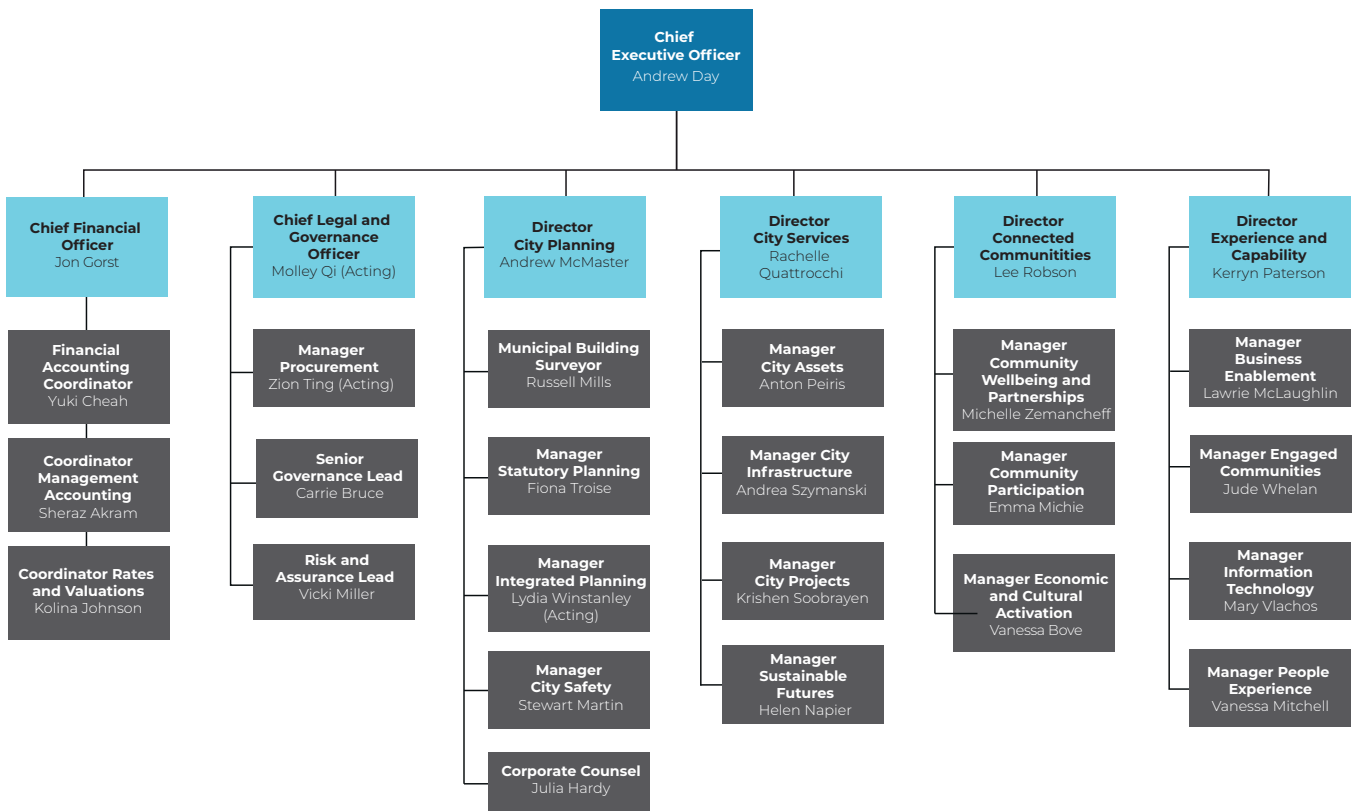 Chief
Executive Officer
Andrew Day
Chief Financial
Officer
Jon Gorst
Financial
Accounting
Coordinator
Yuki Cheah
Coordinator
Management
Accounting
Sheraz Akram
Coordinator Rates
and Valuations
Kolina Johnson
Chief Legal and
Governance
Officer
Molley Qi (Acting)
Manager
Procurement
Zion Ting (Acting)
Senior
Governance Lead
Carrie Bruce
Risk and
Assurance Lead
Vicki Miller
Director
City Planning
Andrew McMaster
Municipal Building
Surveyor
Russell Mills
Manager
Statutory Planning
Fiona Troise
Manager
Integrated Planning
Lydia Winstanley
(Acting)
Manager
City Safety
Stewart Martin
Corporate Counsel
Julia Hardy
Director
City Services
Rachelle
Quattrocchi
Manager
City Assets
Anton Peiris
Manager City
Infrastructure
Andrea Szymanski
Manager
City Projects
Krishen Soobrayen
Manager
Sustainable
Futures
Helen Napier
Director
Connected
Communitities
Lee Robson
Manager
Community
Wellbeing and
Partnerships
Michelle Zemancheff
Manager
Community
Participation
Emma Michie
Manager Economic
and Cultural
Activation
Vanessa Bove
Director
Experience and
Capability
Kerryn Paterson
Manager
Business
Enablement
Lawrie McLaughlin
Manager Engaged
Communities
Jude Whelan
Manager
Information
Technology
Mary Vlachos
Manager People
Experience
Vanessa Mitchell